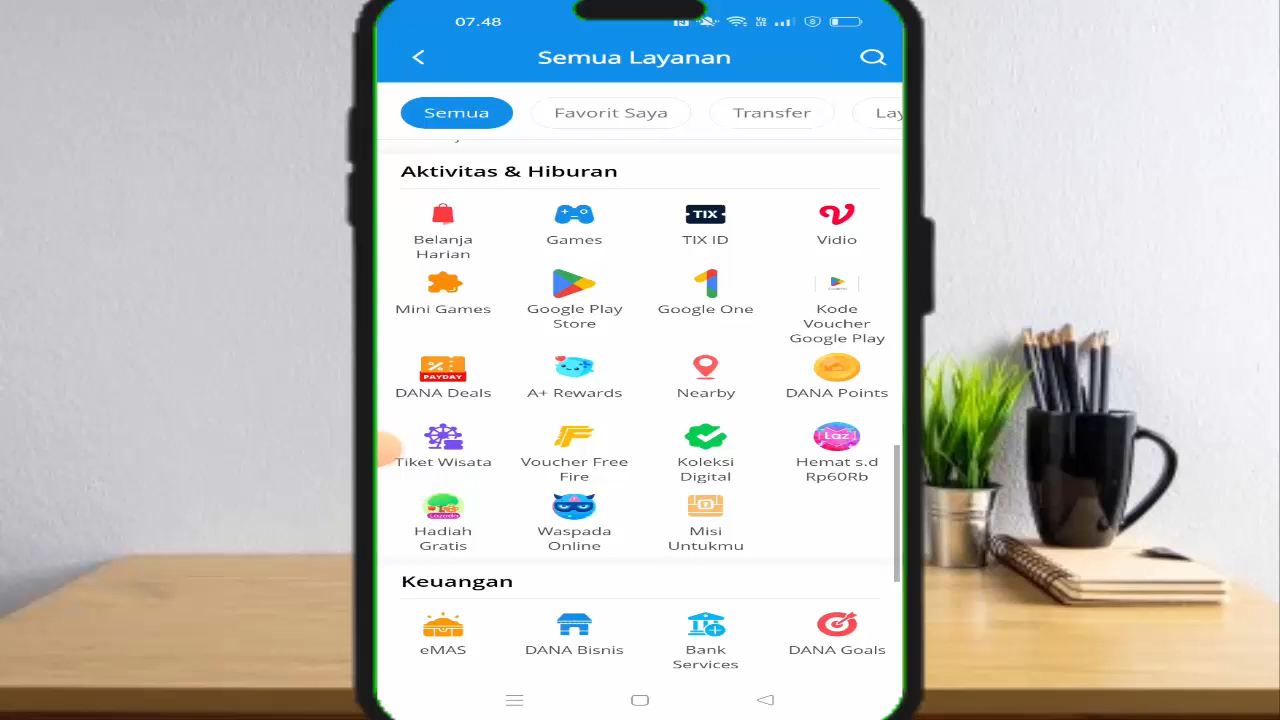 07.48
Semua Layanan
Semua
Favorit Saya
Transfer
Lay
Aktivitas & Hiburan
Belanja
Harian
Games
TIX
TIX ID
Vidio
Mini Games
Google Play
Store
Google One
Kode
Voucher
Google Play
PAYDAY
DANA Deals
A+ Rewards
Nearby
DANA Points
Tiket Wisata
Voucher Free
Fire
Koleksi
Digital
Laz
Hemat s.d
Rp60Rb
Lazada
Hadiah
Gratis
Waspada
Online
Misi
Untukmu
Keuangan
eMAS
DANA Bisnis
Bank
Services
DANA Goals